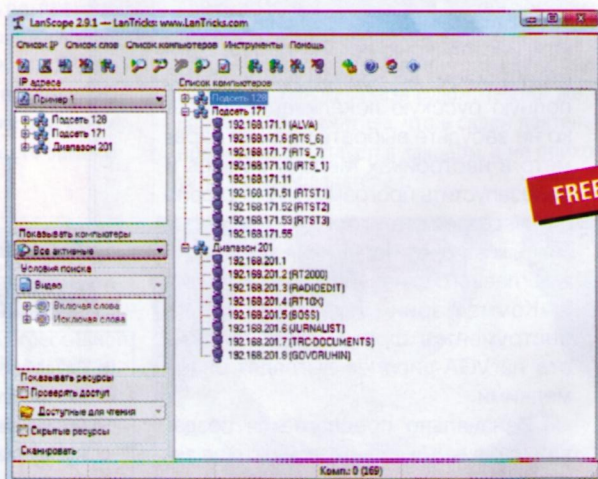 LanScope 2.9.1 — LanTricks: www.LanTricks.com
Список IP Список слов Список компьютеров Инструменты Помощь
IP адреса
Пример 1
Подсеть 128
Подсеть 171
Диапазон 201
Показывать компьютеры
Все активные
Условия поиска
Видео
Включая слова
Исключая слова
Показывать ресурсы
Проверять доступ
Доступные для чтения
Скрытые ресурсы
Сканировать
Список компьютеров
Подсеть 128
Подсеть 171
192.168.171.1 (ALVA)
192.168.171.6 (RTS_6)
192.168.171.7 (RTS_7)
192.168.171.10 (RTS_1)
192.168.171.11
192.168.171.51 (RTST1)
192.168.171.52 (RTST2)
192.168.171.53 (RTST3)
192.168.171.55
Диапазон 201
192.168.201.1
192.168.201.2 (RT2000)
192.168.201.3 (RADIOEDIT)
192.168.201.4 (RT10X)
192.168.201.5 (BOSS)
192.168.201.6 (JURNALIST)
192.168.201.7 (TRC-DOCUMENTS)
192.168.201.8 (GOVORUHIN)
Комп.: 0 (169)
FREE